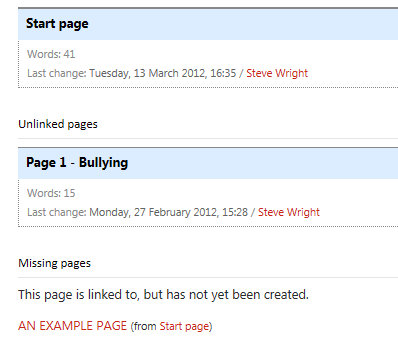 Start page
Words: 41
Last change: Tuesday, 13 March 2012, 16:35 / Steve Wright
Unlinked pages
Page 1 - Bullying
Words: 15
Last change: Monday, 27 February 2012, 15:28 / Steve Wright
Missing pages
This page is linked to, but has not yet been created.
AN EXAMPLE PAGE (from Start page)